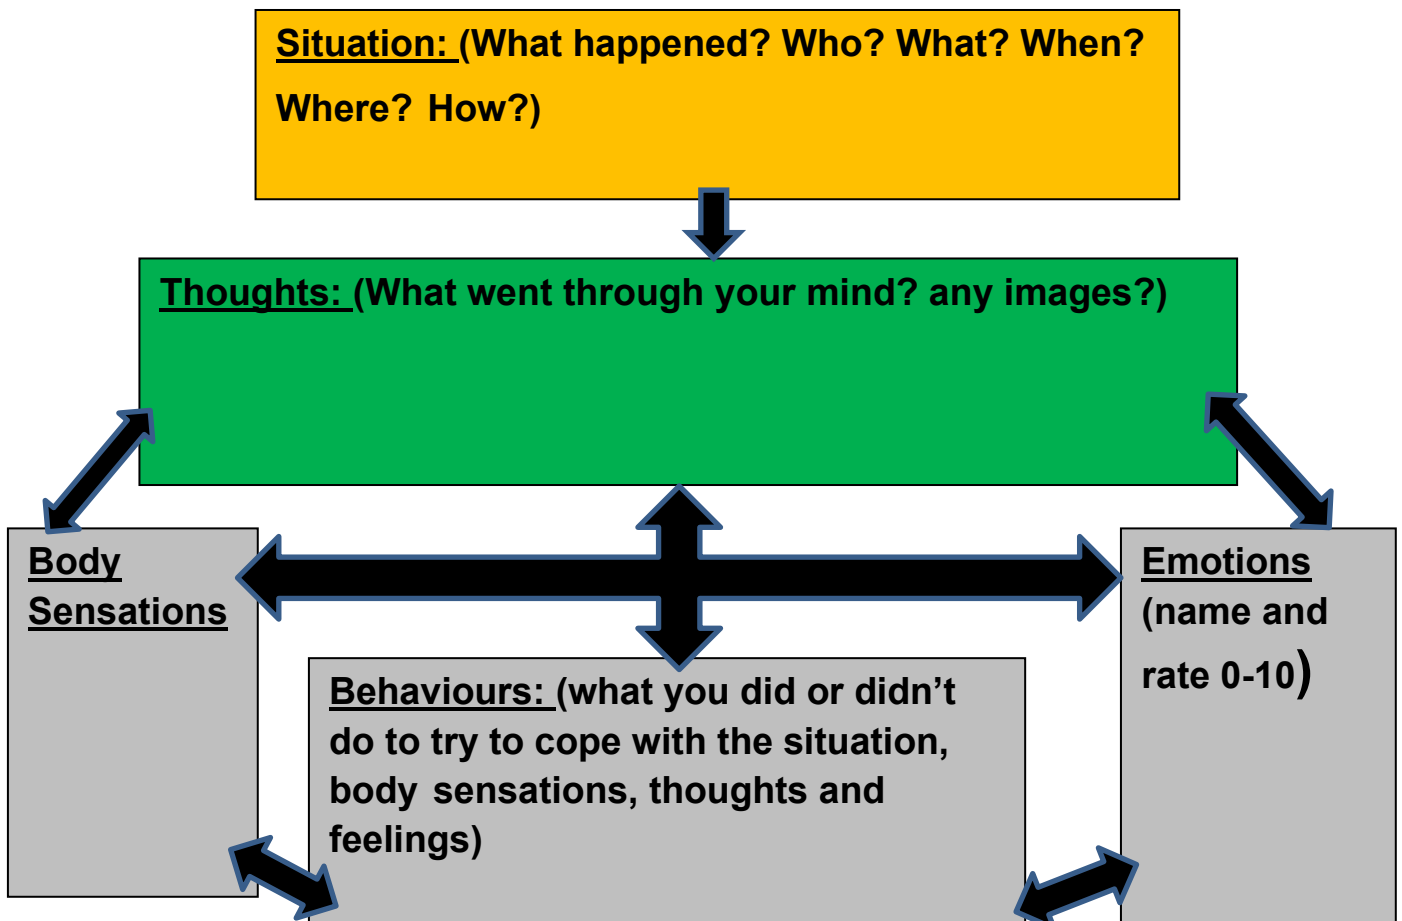 Situation: (What happened? Who? What? When?
Where? How?)
Thoughts: (What went through your mind? any images?)
Body
Sensations
Emotions
(name and
rate 0-10)
Behaviours: (what you did or didn’t
do to try to cope with the situation,
body sensations, thoughts and
feelings)